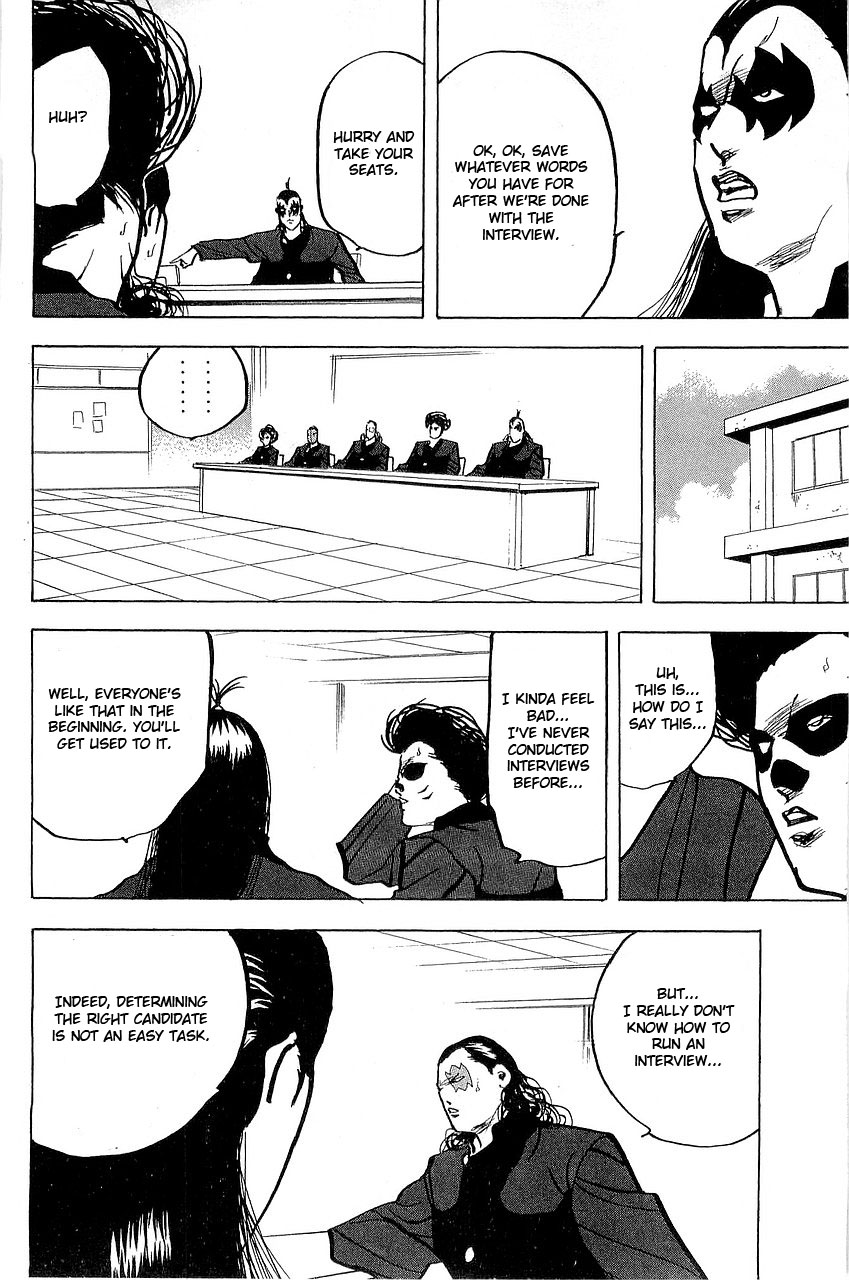 OK, OK, SAVE
WHATEVER WORDS
YOU HAVE FOR
AFTER WE'RE DONE
WITH THE
INTERVIEW.
HURRY AND
TAKE YOUR
SEATS.
HUH?
......
......
UH,
THIS IS...
HOW DO I
SAY THIS...
I KINDA FEEL
BAD...
I'VE NEVER
CONDUCTED
INTERVIEWS
BEFORE...
WELL, EVERYONE'S
LIKE THAT IN THE
BEGINNING. YOU'LL
GET USED TO IT.
BUT...
I REALLY DON'T
KNOW HOW TO
RUN AN
INTERVIEW...
INDEED, DETERMINING
THE RIGHT CANDIDATE
IS NOT AN EASY TASK.